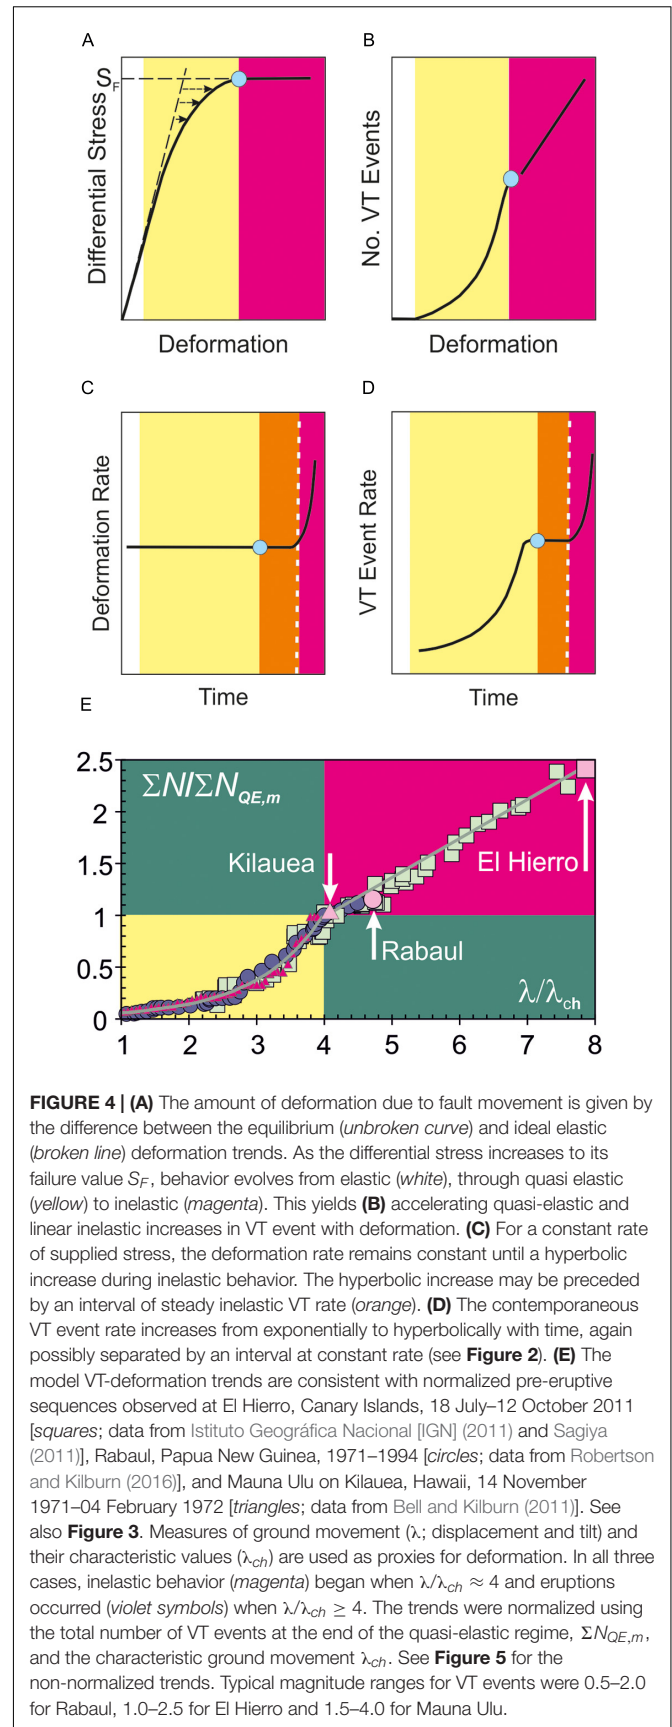 A
B
S_F
Differential Stress
No. VT Events
Deformation
Deformation
C
D
Deformation Rate
VT Event Rate
Time
Time
E
2.5
2
1.5
1
0.5
0
ΣN/ΣN_QE,m
Kilauea
El Hierro
Rabaul
λ/λ_ch
1 2 3 4 5 6 7 8
FIGURE 4 | (A) The amount of deformation due to fault movement is given by
the difference between the equilibrium (unbroken curve) and ideal elastic
(broken line) deformation trends. As the differential stress increases to its
failure value S_F, behavior evolves from elastic (white), through quasi elastic
(yellow) to inelastic (magenta). This yields (B) accelerating quasi-elastic and
linear inelastic increases in VT event with deformation. (C) For a constant rate
of supplied stress, the deformation rate remains constant until a hyperbolic
increase during inelastic behavior. The hyperbolic increase may be preceded
by an interval of steady inelastic VT rate (orange). (D) The contemporaneous
VT event rate increases from exponentially to hyperbolically with time, again
possibly separated by an interval at constant rate (see Figure 2). (E) The
model VT-deformation trends are consistent with normalized pre-eruptive
sequences observed at El Hierro, Canary Islands, 18 July–12 October 2011
[squares; data from Istituto Geográfica Nacional [IGN] (2011) and Sagiya
(2011)], Rabaul, Papua New Guinea, 1971–1994 [circles; data from Robertson
and Kilburn (2016)], and Mauna Ulu on Kilauea, Hawaii, 14 November
1971–04 February 1972 [triangles; data from Bell and Kilburn (2011)]. See
also Figure 3. Measures of ground movement (λ; displacement and tilt) and
their characteristic values (λ_ch) are used as proxies for deformation. In all three
cases, inelastic behavior (magenta) began when λ/λ_ch ≈ 4 and eruptions
occurred (violet symbols) when λ/λ_ch ≥ 4. The trends were normalized using
the total number of VT events at the end of the quasi-elastic regime, ΣN_QE,m,
and the characteristic ground movement λ_ch. See Figure 5 for the
non-normalized trends. Typical magnitude ranges for VT events were 0.5–2.0
for Rabaul, 1.0–2.5 for El Hierro and 1.5–4.0 for Mauna Ulu.